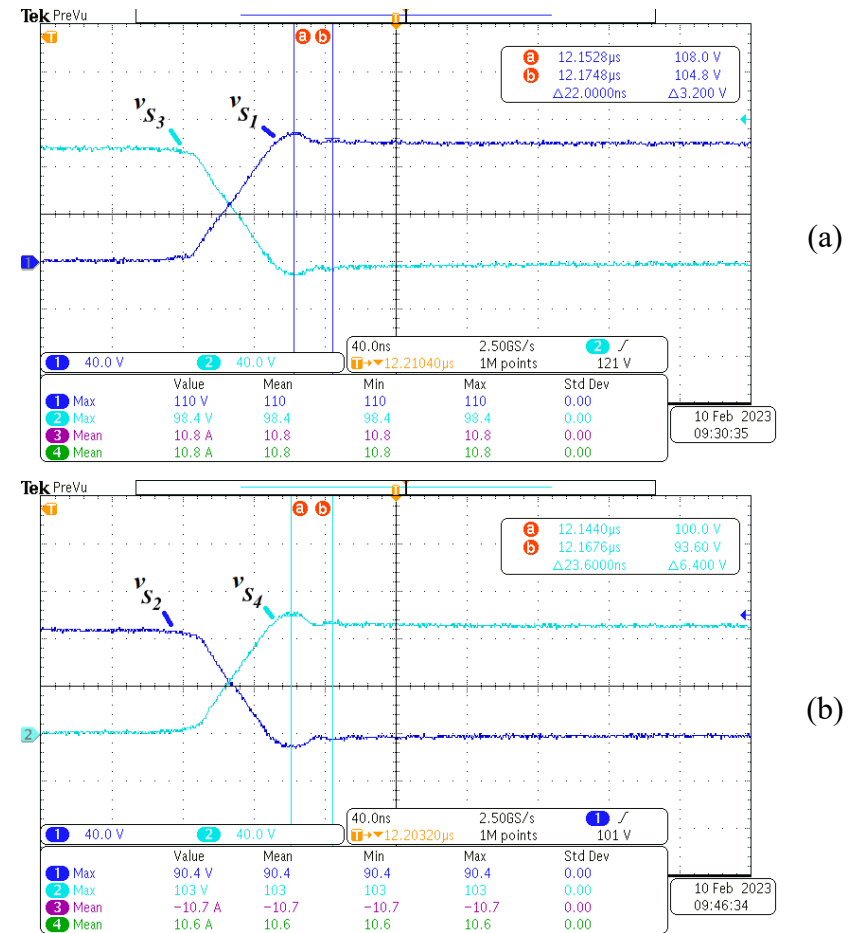 Tek PreVu
T
T
a b
a 12.1528µs 108.0 V
b 12.1748µs 104.8 V
△22.0000ns △3.200 V
vS3
vS1
(a)
1
1 40.0 V 2 40.0 V
40.0ns 2.50GS/s 2 ∫
T→▼12.21040µs 1M points 121 V
Value Mean Min Max Std Dev
1 Max 110 V 110 110 110 0.00
2 Max 98.4 V 98.4 98.4 98.4 0.00
3 Mean 10.8 A 10.8 10.8 10.8 0.00
4 Mean 10.8 A 10.8 10.8 10.8 0.00
10 Feb 2023
09:30:35
Tek PreVu
T
T
a b
a 12.1440µs 100.0 V
b 12.1676µs 93.60 V
△23.6000ns △6.400 V
vS2
vS4
(b)
2
1 40.0 V 2 40.0 V
40.0ns 2.50GS/s 1 ∫
T→▼12.20320µs 1M points 101 V
Value Mean Min Max Std Dev
1 Max 90.4 V 90.4 90.4 90.4 0.00
2 Max 103 V 103 103 103 0.00
3 Mean −10.7 A −10.7 −10.7 −10.7 0.00
4 Mean 10.6 A 10.6 10.6 10.6 0.00
10 Feb 2023
09:46:34